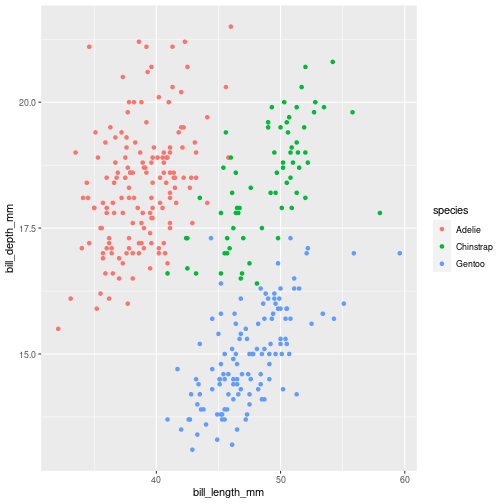 20.0
17.5
15.0
bill_depth_mm
40
50
60
bill_length_mm
species
Adelie
Chinstrap
Gentoo